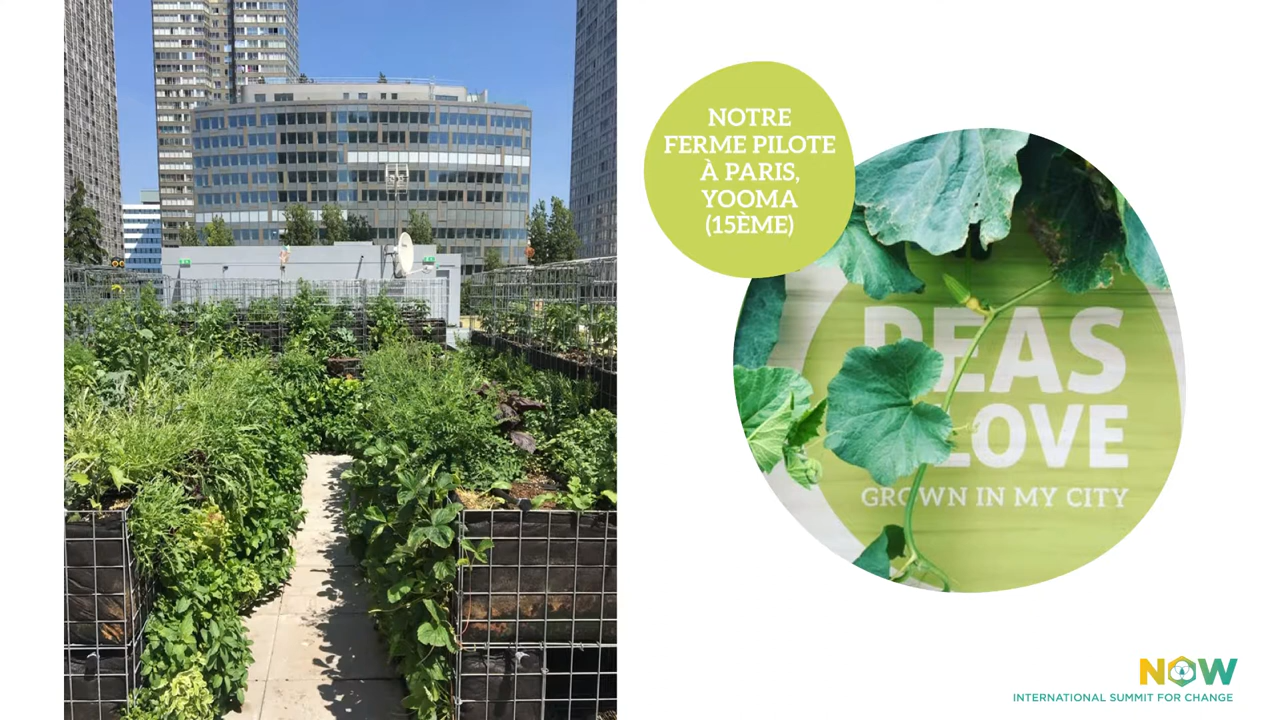 NOTRE
FERME PILOTE
À PARIS,
YOOMA
(15ÈME)
PEAS
LOVE
GROWN IN MY CITY
NOW
INTERNATIONAL SUMMIT FOR CHANGE